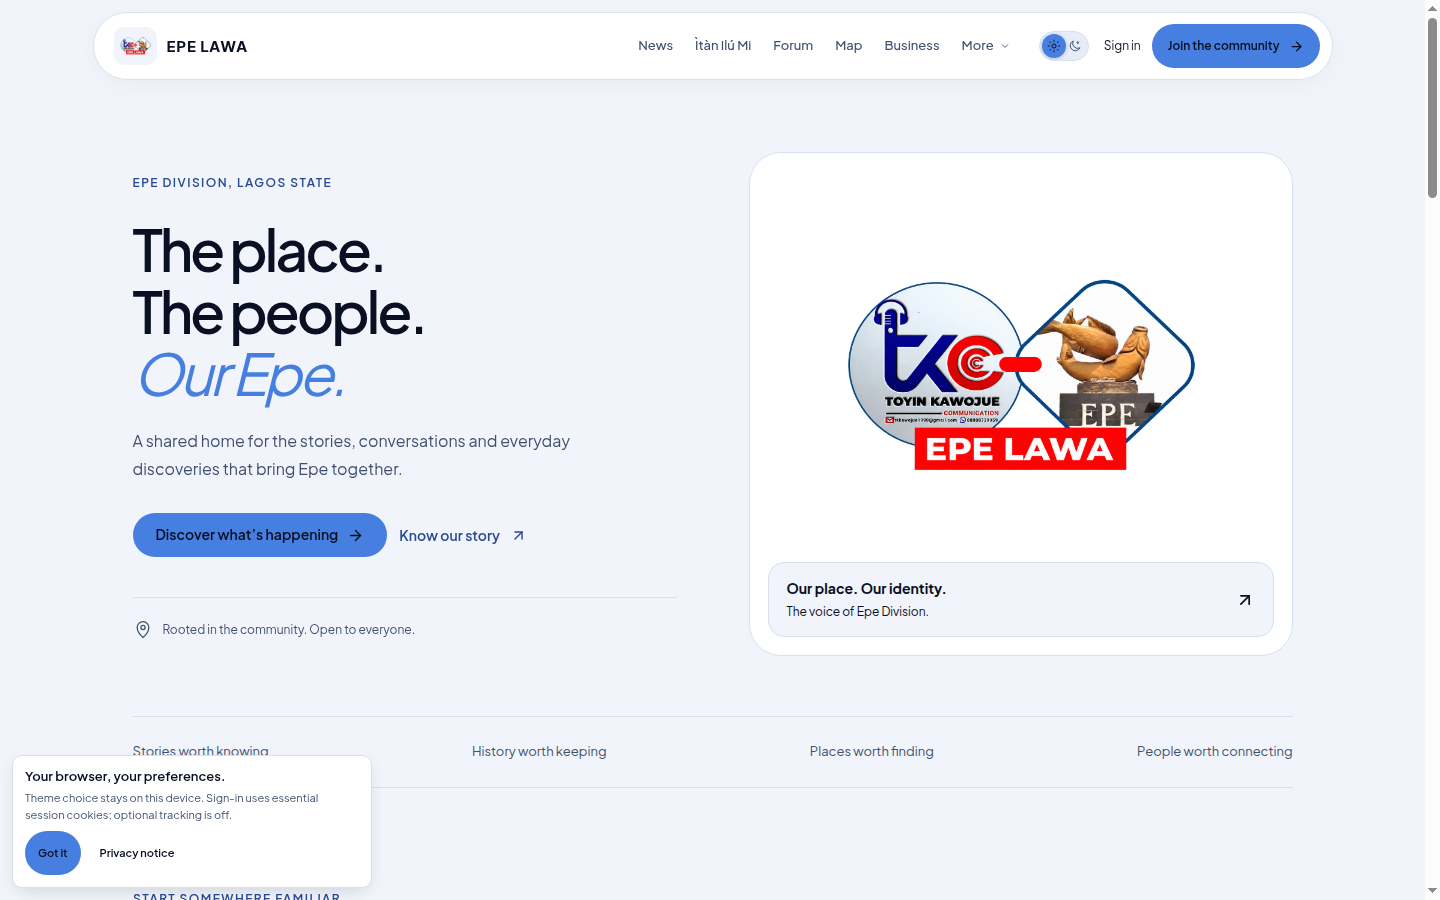 EPE LAWA
News
Ìtàn Ilú Mi
Forum
Map
Business
More
Sign in
Join the community
EPE DIVISION, LAGOS STATE
The place.
The people.
Our Epe.
A shared home for the stories, conversations and everyday
discoveries that bring Epe together.
Discover what's happening
Know our story
Rooted in the community. Open to everyone.
tkc
TOYIN KAWOJUE
COMMUNICATION
EPE
EPE LAWA
Our place. Our identity.
The voice of Epe Division.
Stories worth knowing
History worth keeping
Places worth finding
People worth connecting
Your browser, your preferences.
Theme choice stays on this device. Sign-in uses essential
session cookies; optional tracking is off.
Got it
Privacy notice
START SOMEWHERE FAMILIAR